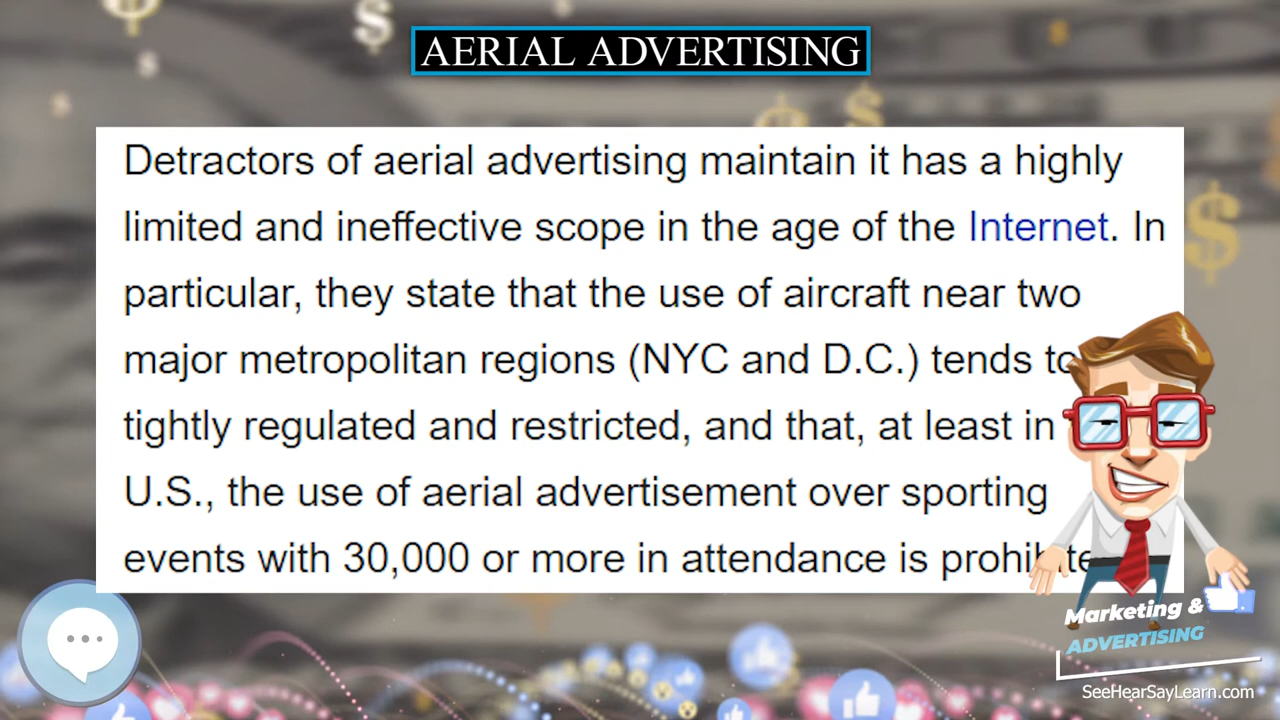 AERIAL ADVERTISING
Detractors of aerial advertising maintain it has a highly
limited and ineffective scope in the age of the Internet. In
particular, they state that the use of aircraft near two
major metropolitan regions (NYC and D.C.) tends to
tightly regulated and restricted, and that, at least in
U.S., the use of aerial advertisement over sporting
events with 30,000 or more in attendance is
Marketing &
ADVERTISING
SeeHearSayLearn.com